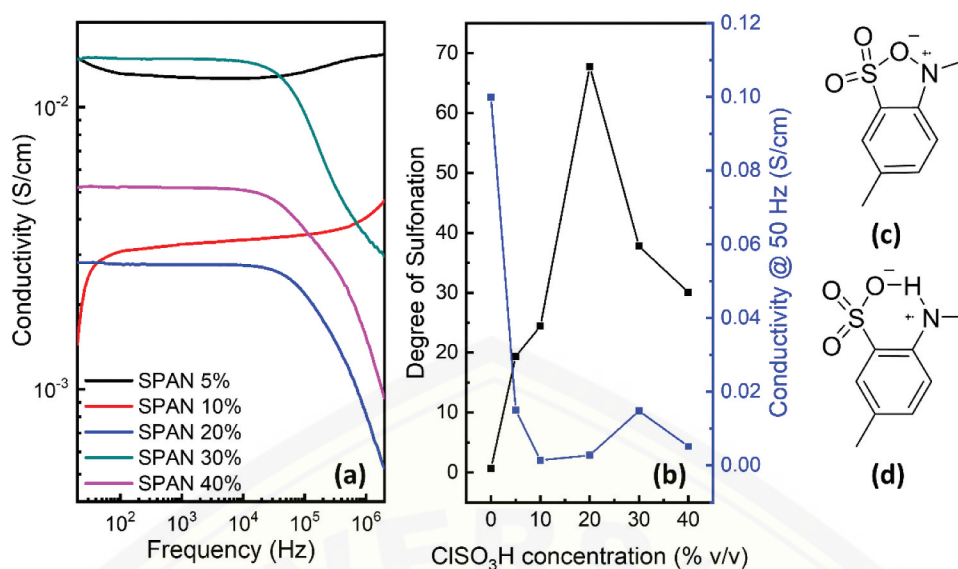 10⁻²
10⁻³
Conductivity (S/cm)
SPAN 5%
SPAN 10%
SPAN 20%
SPAN 30%
SPAN 40%
(a)
10² 10³ 10⁴ 10⁵ 10⁶
Frequency (Hz)
70
60
50
40
30
20
10
0
Degree of Sulfonation
(b)
0 10 20 30 40
ClSO₃H concentration (% v/v)
0.12
0.10
0.08
0.06
0.04
0.02
0.00
Conductivity @ 50 Hz (S/cm)
O
O S O⁻ N⁺·
(c)
O O⁻ H
O S N⁺·
(d)